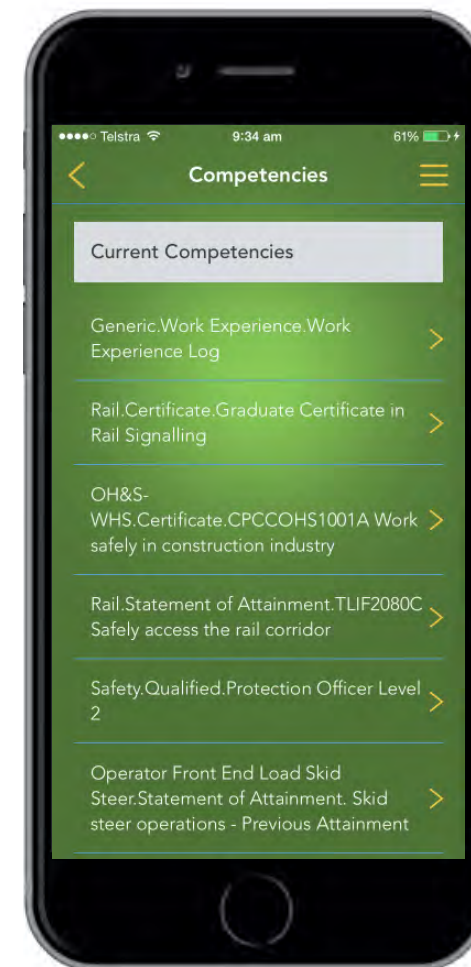 Telstra 9:34 am 61%
Competencies
Current Competencies
Generic.Work Experience.Work
Experience Log
Rail.Certificate.Graduate Certificate in
Rail Signalling
OH&S-
WHS.Certificate.CPCCOHS1001A Work
safely in construction industry
Rail.Statement of Attainment.TLIF2080C
Safely access the rail corridor
Safety.Qualified.Protection Officer Level
2
Operator Front End Load Skid
Steer.Statement of Attainment. Skid
steer operations - Previous Attainment